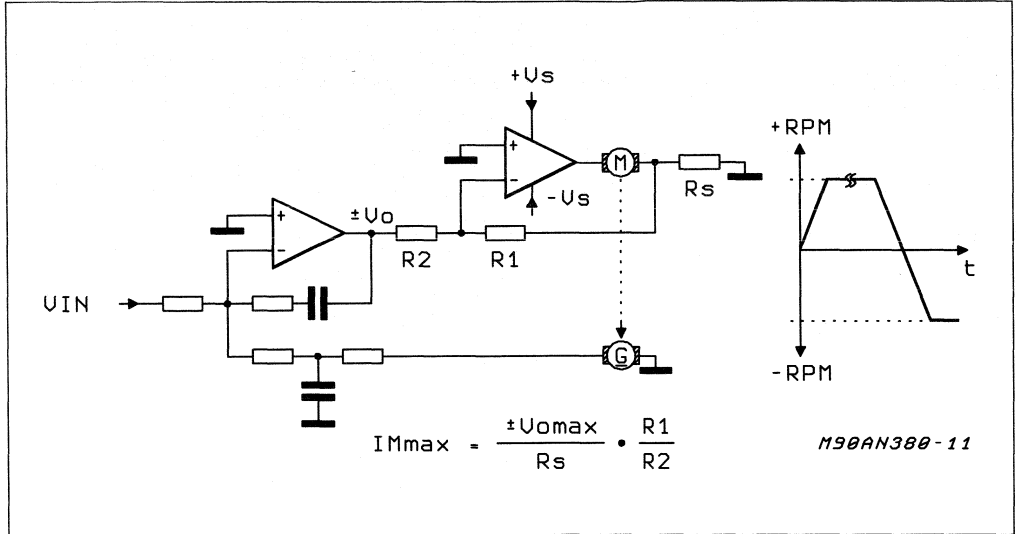 +Vs
+RPM
+
M
-
-Vs
Rs
±Vo
+
-
R2
R1
t
VIN
G
-RPM
IMmax = ±Vomax / Rs • R1 / R2
M90AN380-11